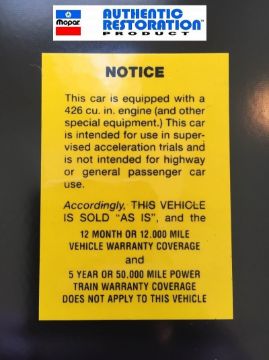 Mopar
AUTHENTIC
RESTORATION
PRODUCT
NOTICE
This car is equipped with a
426 cu. in. engine (and other
special equipment.) This car
is intended for use in super-
vised acceleration trials and
is not intended for highway
or general passenger car
use.
Accordingly, THIS VEHICLE
IS SOLD "AS IS", and the
12 MONTH OR 12.000 MILE
VEHICLE WARRANTY COVERAGE
and
5 YEAR OR 50.000 MILE POWER
TRAIN WARRANTY COVERAGE
DOES NOT APPLY TO THIS VEHICLE